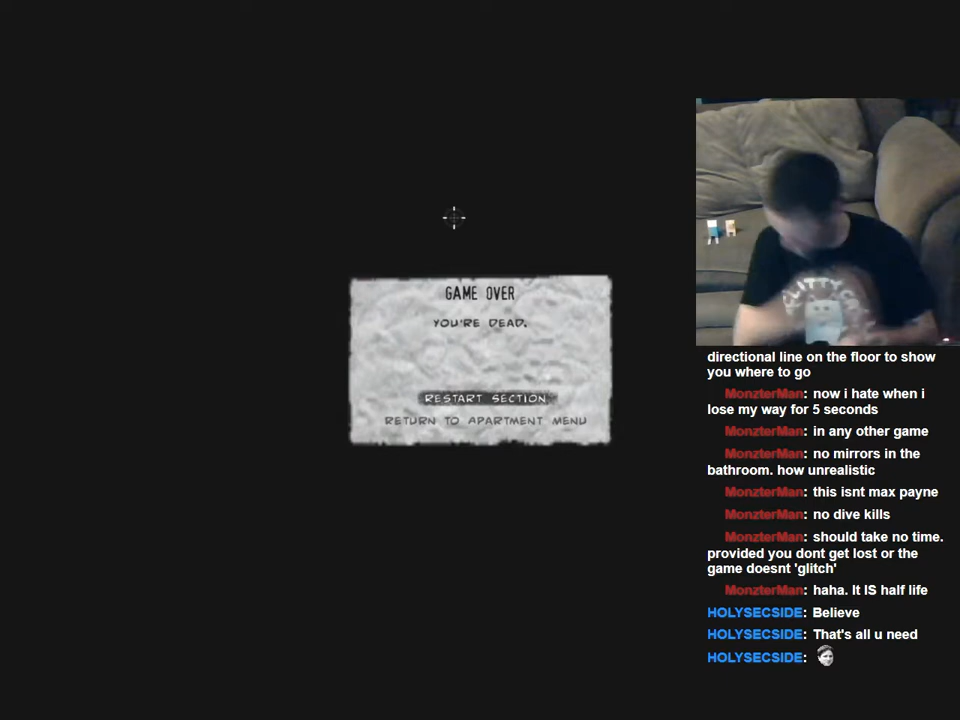 GAME OVER
YOU'RE DEAD.
RESTART SECTION
RETURN TO APARTMENT MENU
directional line on the floor to show
you where to go
MonzterMan: now i hate when i
lose my way for 5 seconds
MonzterMan: in any other game
MonzterMan: no mirrors in the
bathroom. how unrealistic
MonzterMan: this isnt max payne
MonzterMan: no dive kills
MonzterMan: should take no time.
provided you dont get lost or the
game doesnt 'glitch'
MonzterMan: haha. It IS half life
HOLYSECSIDE: Believe
HOLYSECSIDE: That's all u need
HOLYSECSIDE: